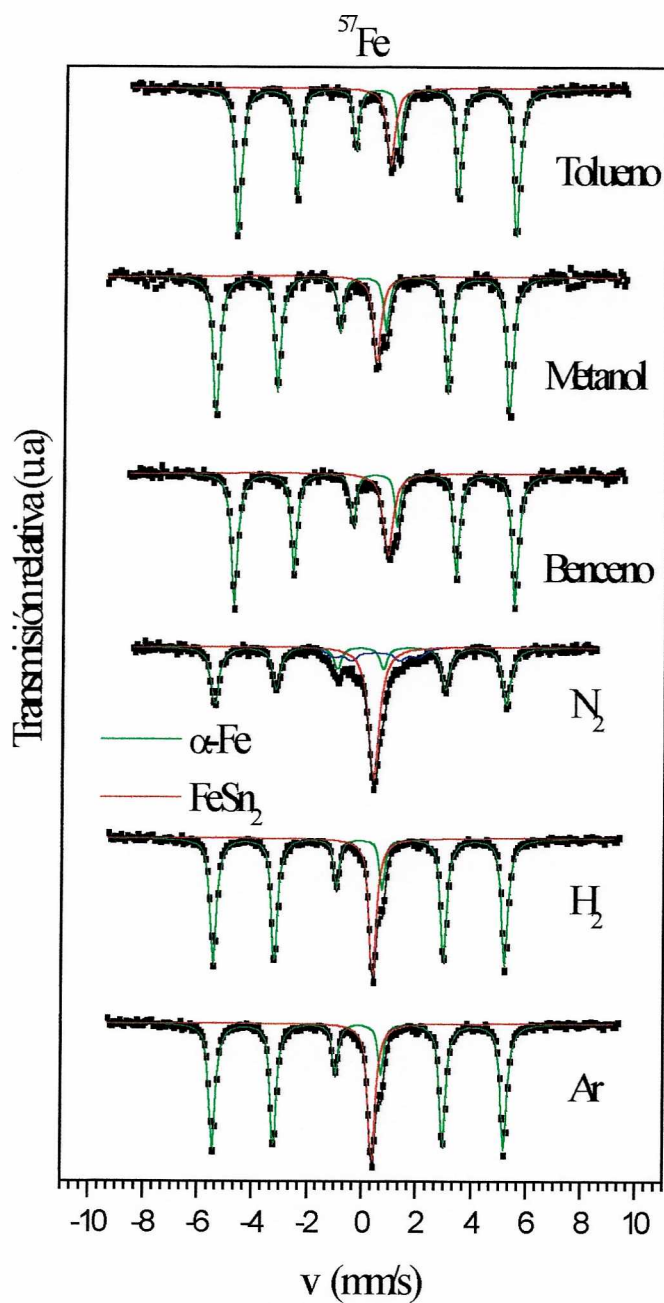 ⁵⁷Fe
Tolueno
Metanol
Benceno
N₂
α-Fe
FeSn₂
H₂
Ar
Transmisión relativa (u.a)
-10 -8 -6 -4 -2 0 2 4 6 8 10
v (mm/s)